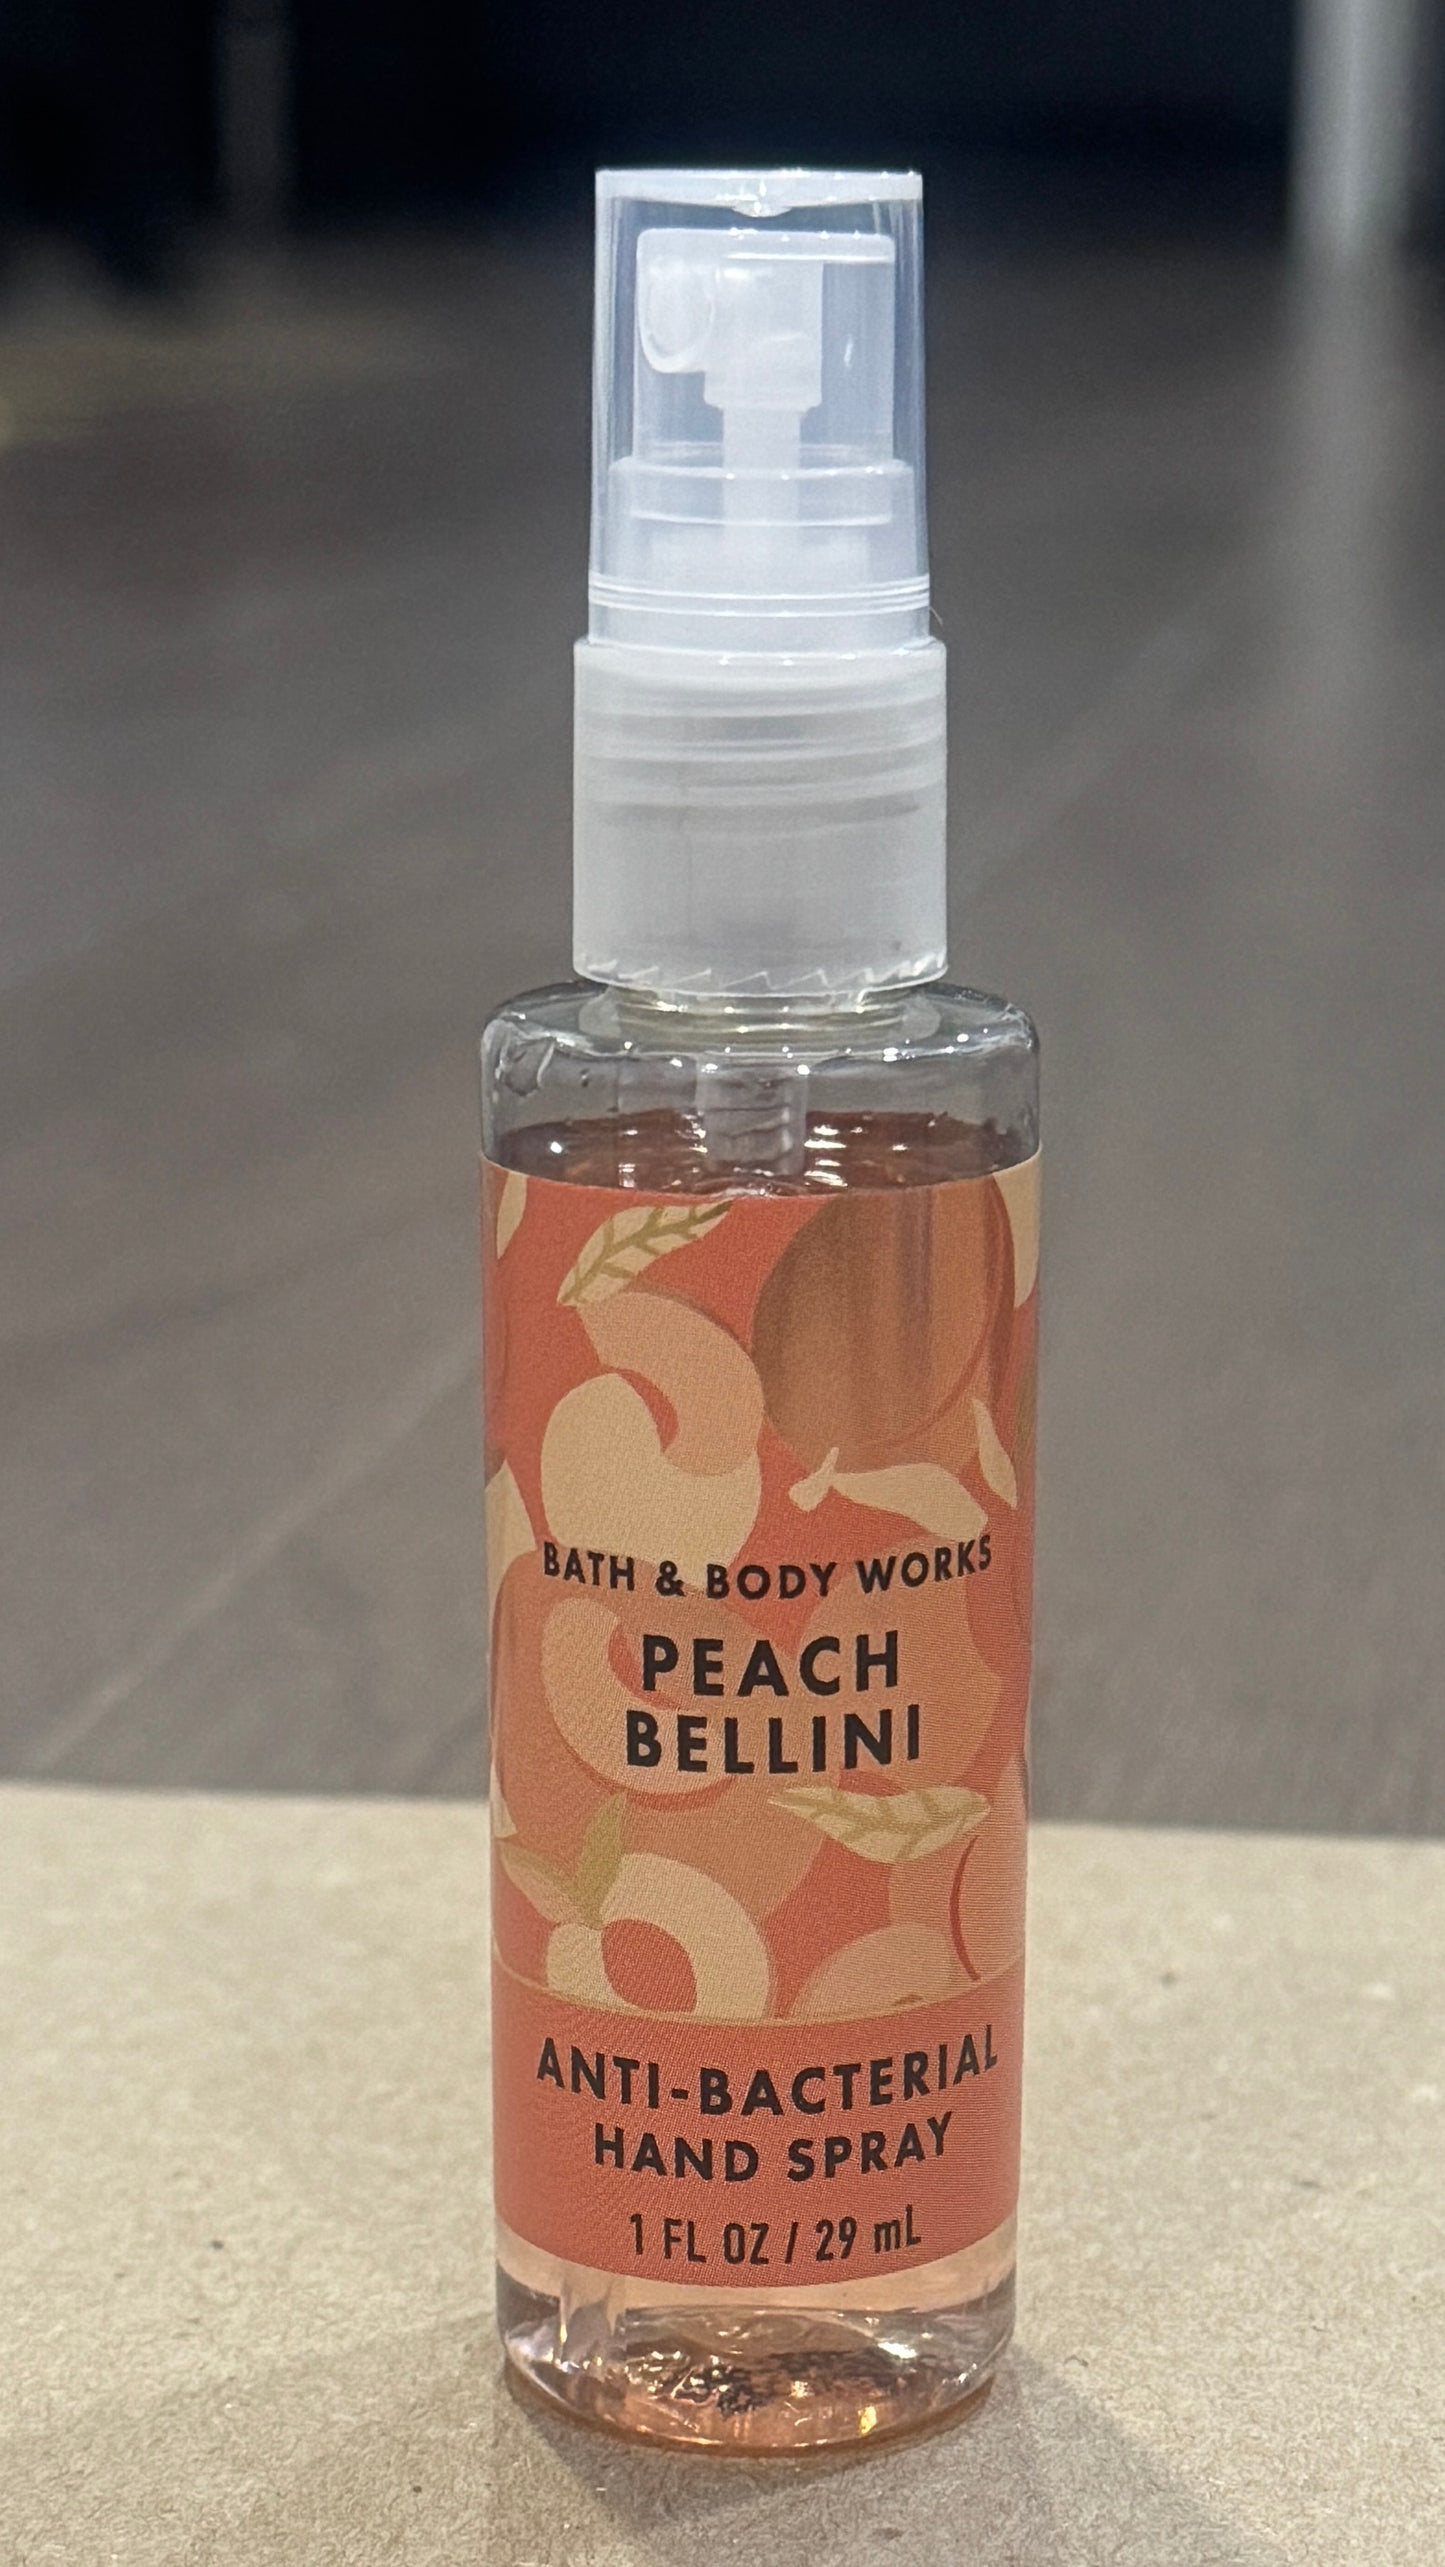 BATH & BODY WORKS
PEACH
BELLINI
ANTI-BACTERIAL
HAND SPRAY
1 FL OZ / 29 mL